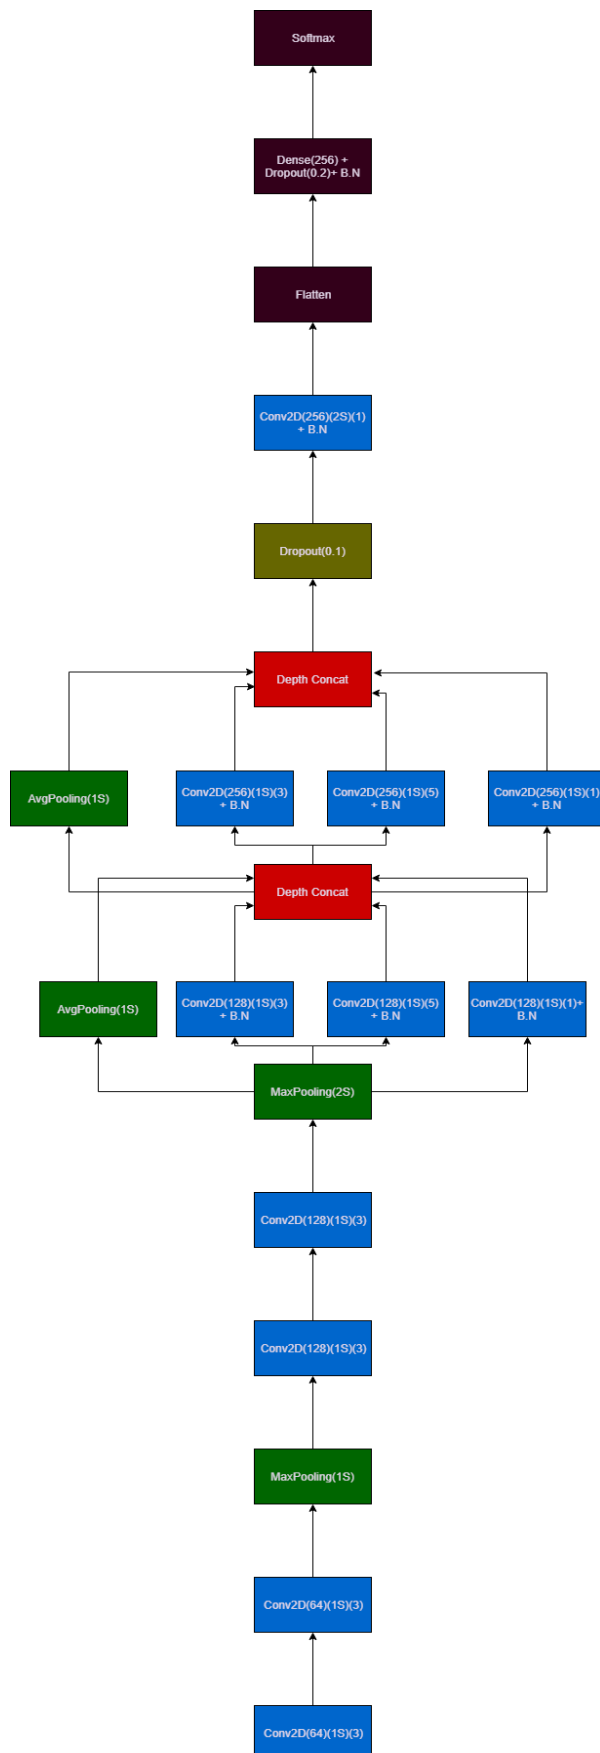 Softmax
Dense(256) +
Dropout(0.2)+ B.N
Flatten
Conv2D(256)(2S)(1)
+ B.N
Dropout(0.1)
Depth Concat
AvgPooling(1S)
Conv2D(256)(1S)(3)
+ B.N
Conv2D(256)(1S)(5)
+ B.N
Conv2D(256)(1S)(1)
+ B.N
Depth Concat
AvgPooling(1S)
Conv2D(128)(1S)(3)
+ B.N
Conv2D(128)(1S)(5)
+ B.N
Conv2D(128)(1S)(1)+
B.N
MaxPooling(2S)
Conv2D(128)(1S)(3)
Conv2D(128)(1S)(3)
MaxPooling(1S)
Conv2D(64)(1S)(3)
Conv2D(64)(1S)(3)